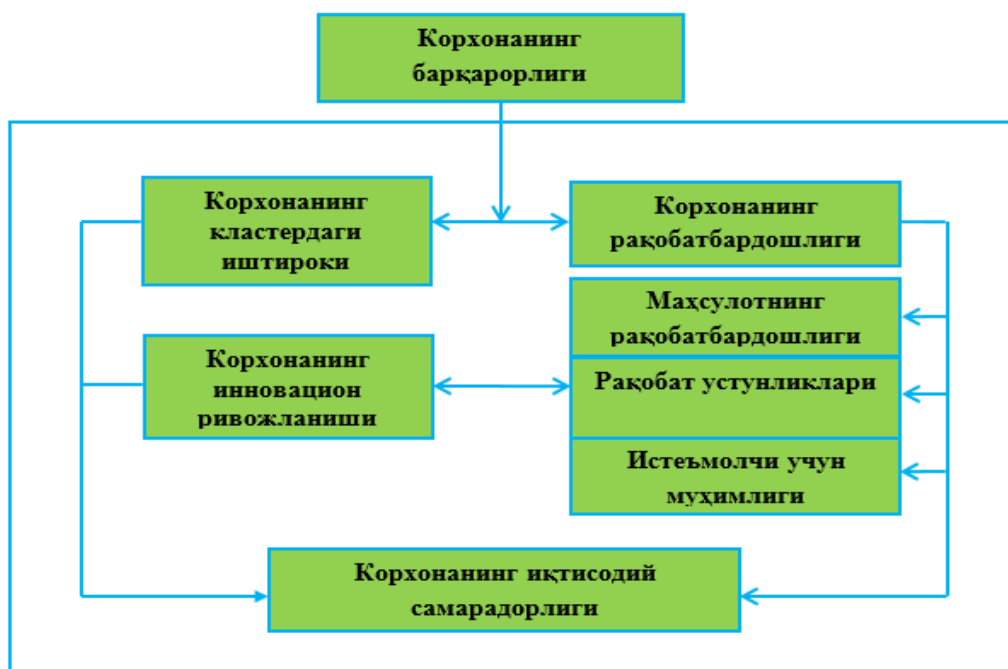 Корхонанинг
барқарорлиги
Корхонанинг
кластердаги
иштироки
Корхонанинг
рақобатбардошлиги
Маҳсулотнинг
рақобатбардошлиги
Корхонанинг
инновацион
ривожланиши
Рақобат устунликлари
Истеъмолчи учун
муҳимлиги
Корхонанинг иқтисодий
самарадорлиги